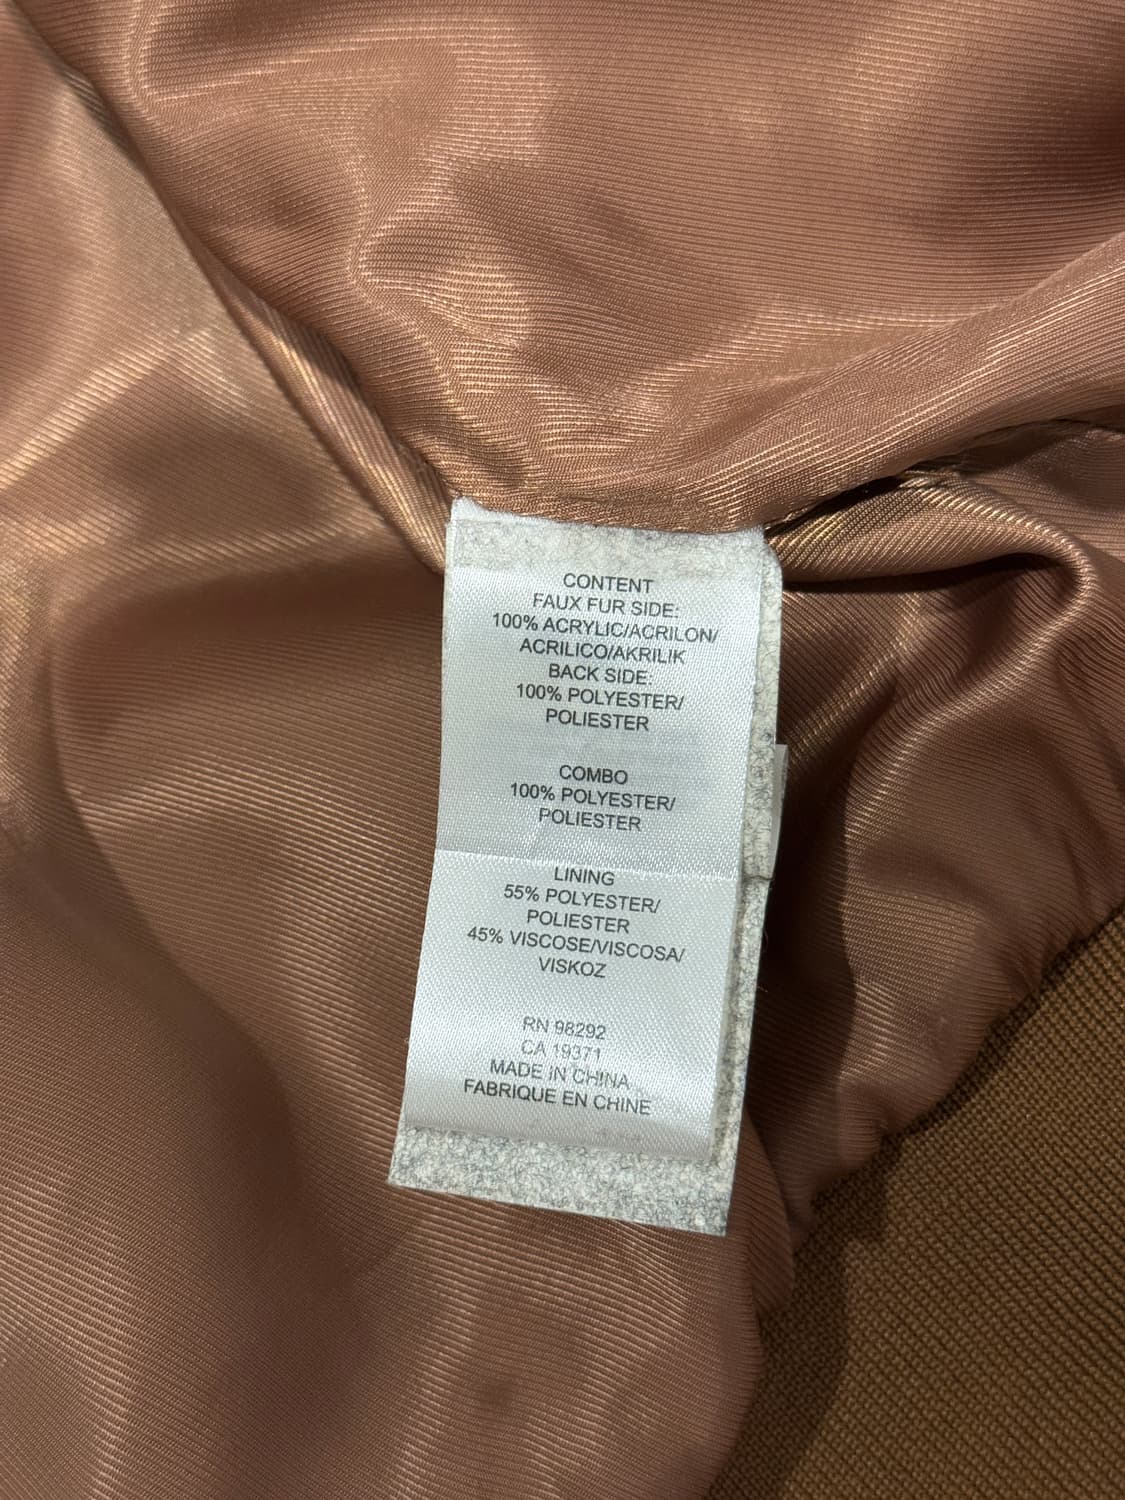 CONTENT
FAUX FUR SIDE:
100% ACRYLIC/ACRILON/
ACRILICO/AKRILIK
BACK SIDE:
100% POLYESTER/
POLIESTER
COMBO
100% POLYESTER/
POLIESTER
LINING
55% POLYESTER/
POLIESTER
45% VISCOSE/VISCOSA/
VISKOZ
RN 98292
CA 19371
MADE IN CHINA
FABRIQUE EN CHINE